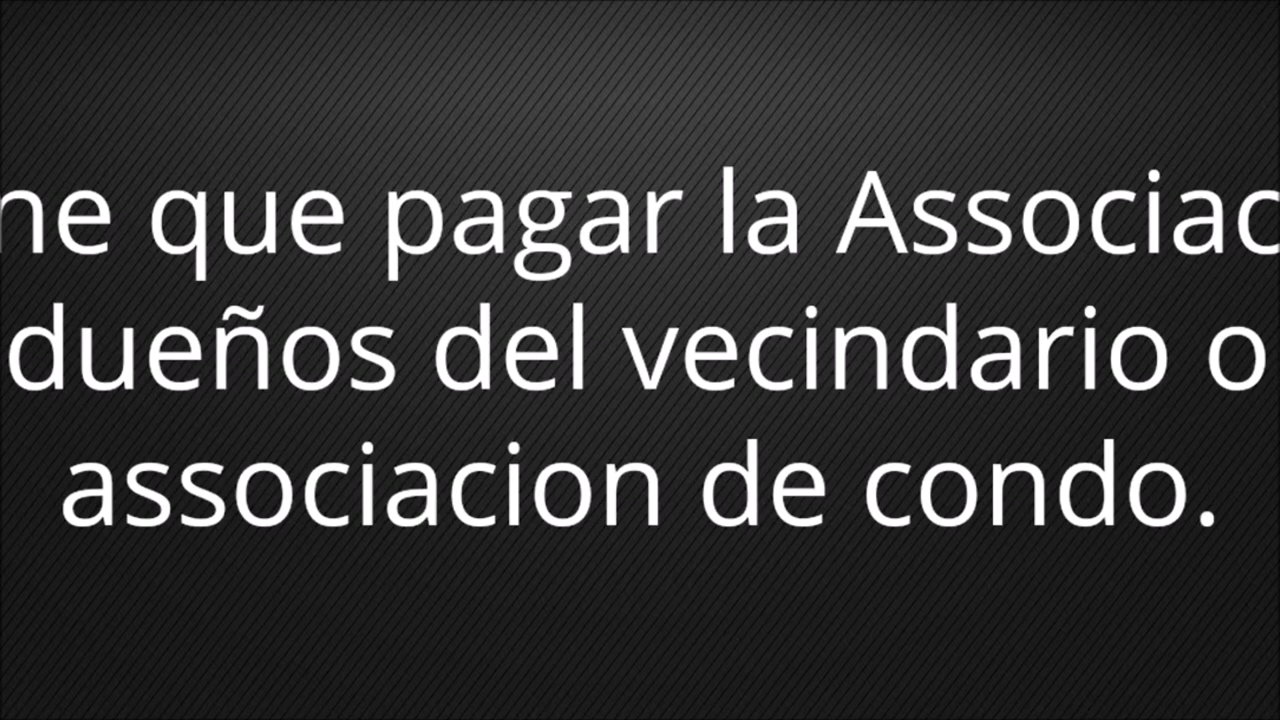 ne que pagar la Associac
dueños del vecindario o
associacion de condo.